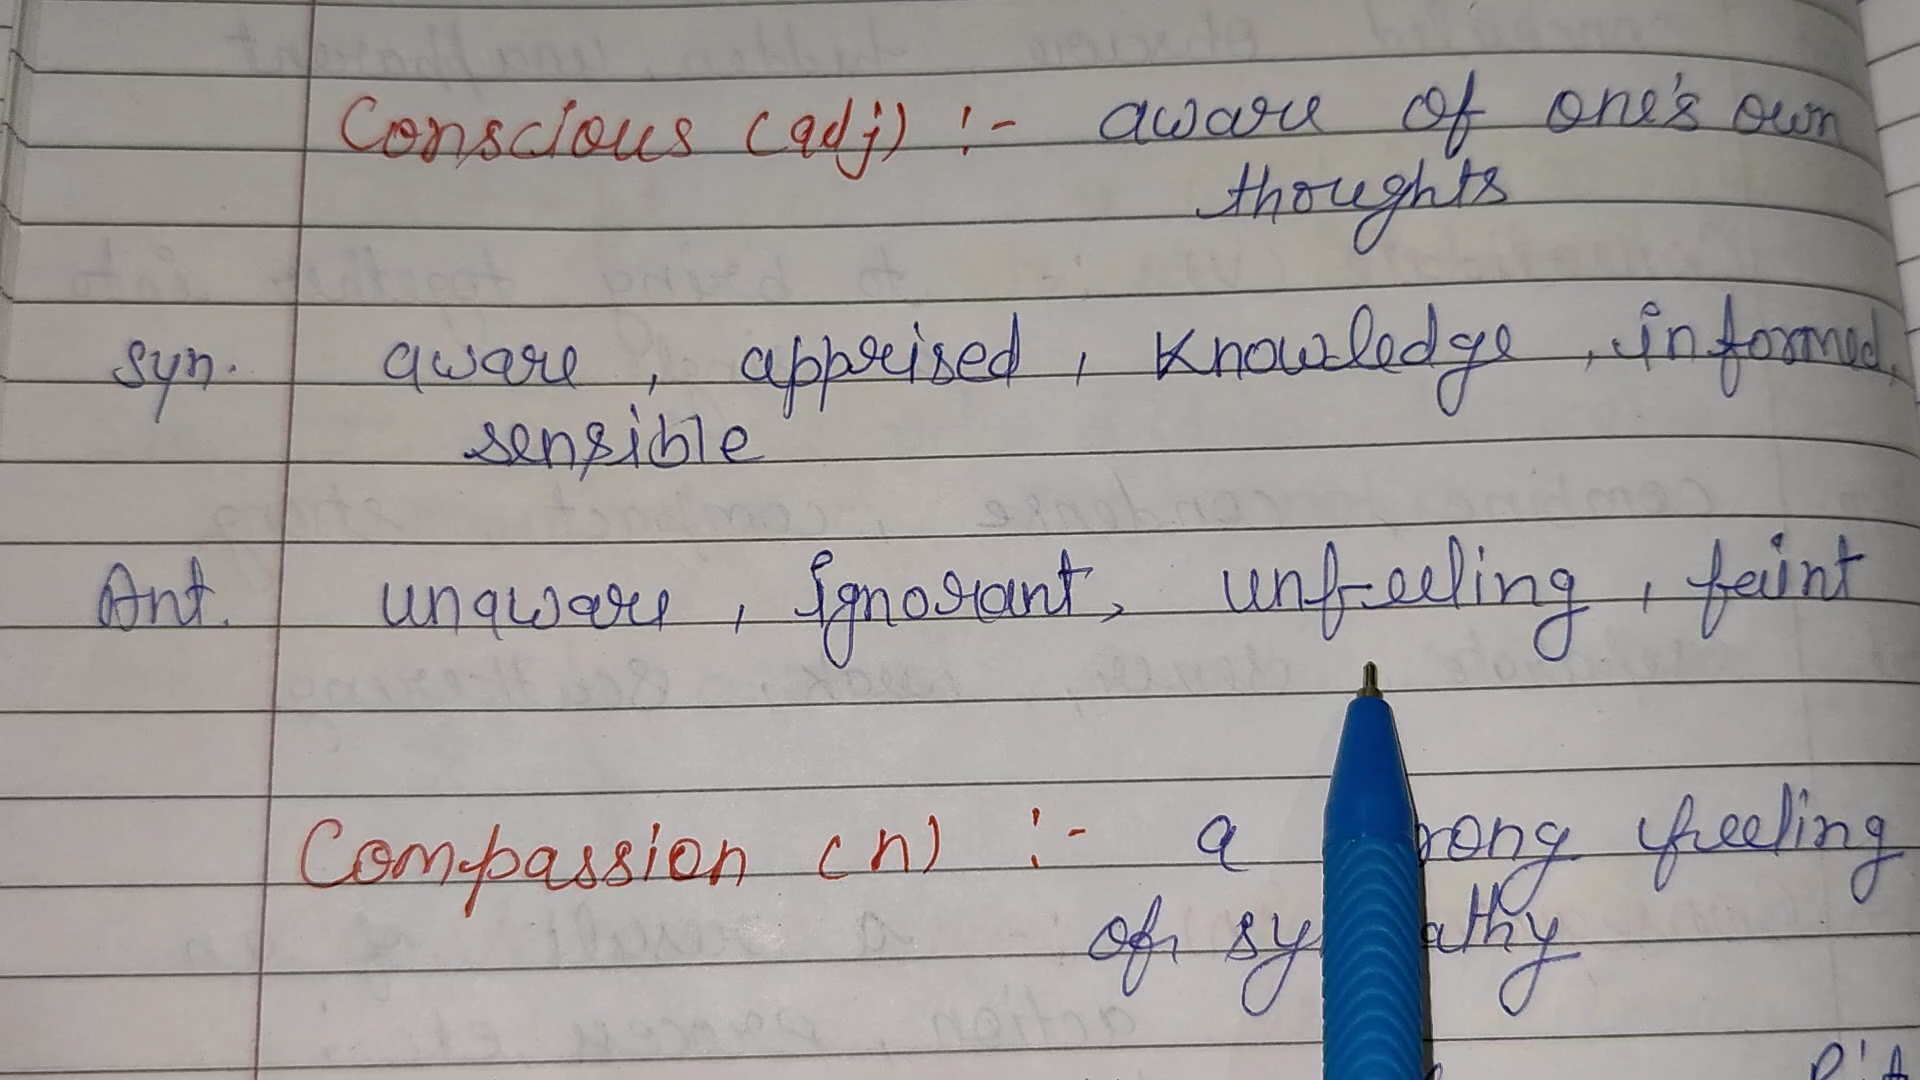 Conscious (adj) :- aware of one's own
thoughts
Syn. aware, apprised, Knowledge, informed,
sensible
Ant. unaware, Ignorant, unfeeling, feint
Compassion (n) :- a feeling
of